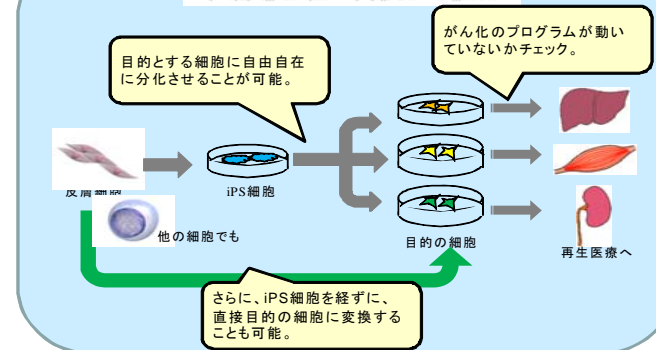 がん化のプログラムが動い
ていないかチェック。
目的とする細胞に自由自在
に分化させることが可能。
皮膚細胞
iPS細胞
他の細胞でも
目的の細胞
再生医療へ
さらに、iPS細胞を経ずに、
直接目的の細胞に変換する
ことも可能。